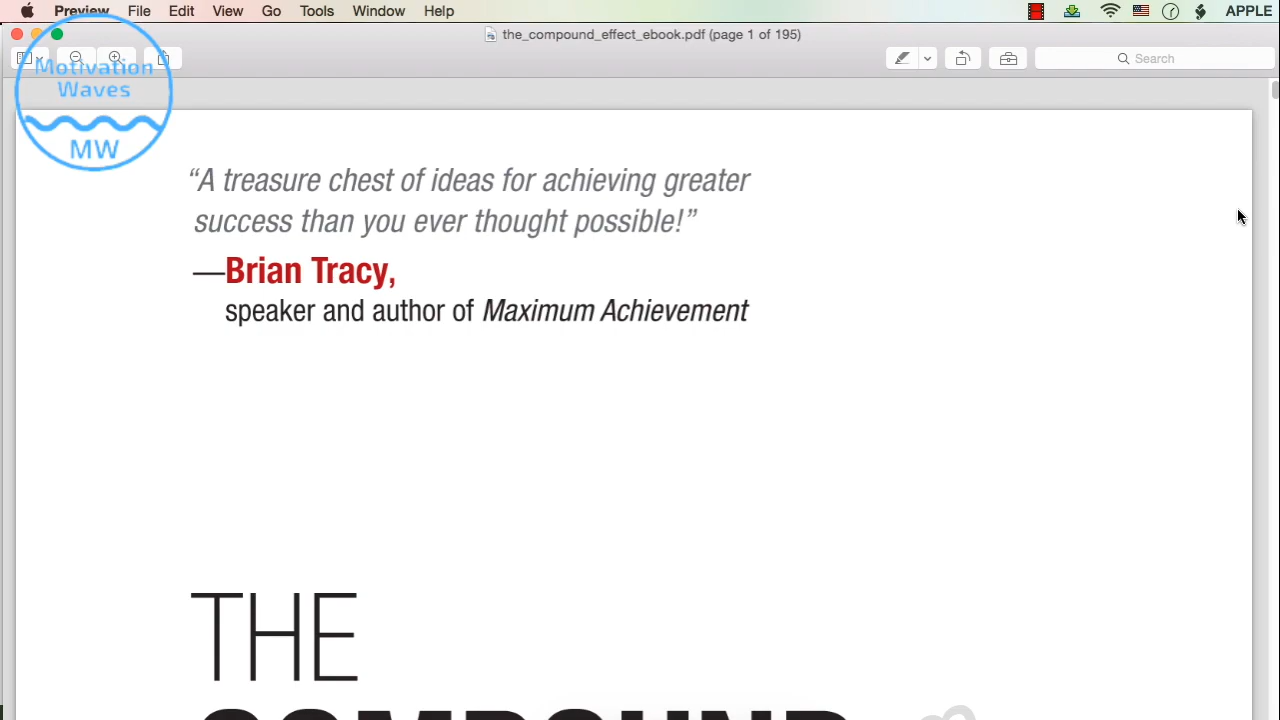 Preview File Edit View Go Tools Window Help APPLE
the_compound_effect_ebook.pdf (page 1 of 195)
Search
Motivation
Waves
MW
“A treasure chest of ideas for achieving greater
success than you ever thought possible!”
—Brian Tracy,
speaker and author of Maximum Achievement
THE
COMPOUND